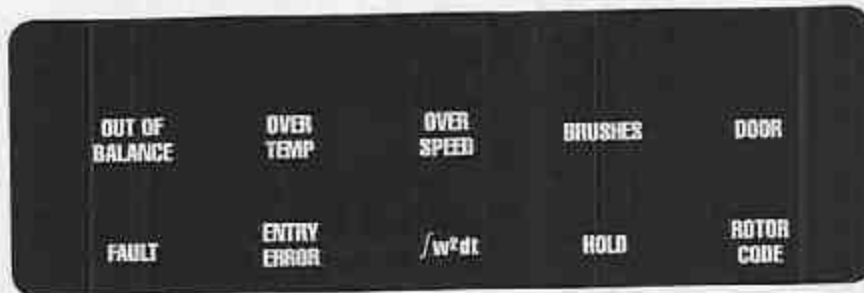 OUT OF
BALANCE
OVER
TEMP
OVER
SPEED
BRUSHES
DOOR
FAULT
ENTRY
ERROR
∫w²dt
HOLD
ROTOR
CODE